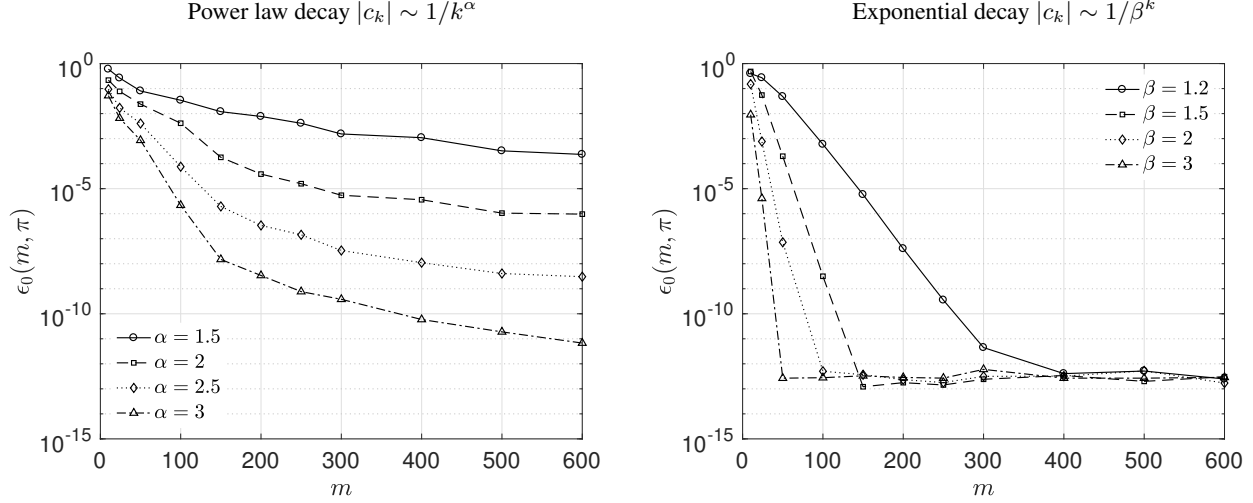 Power law decay |c_k| ∼ 1/k^α
10^0
10^-5
10^-10
10^-15
ϵ_0(m, π)
α = 1.5
α = 2
α = 2.5
α = 3
0 100 200 300 400 500 600
m
Exponential decay |c_k| ∼ 1/β^k
10^0
10^-5
10^-10
10^-15
ϵ_0(m, π)
β = 1.2
β = 1.5
β = 2
β = 3
0 100 200 300 400 500 600
m